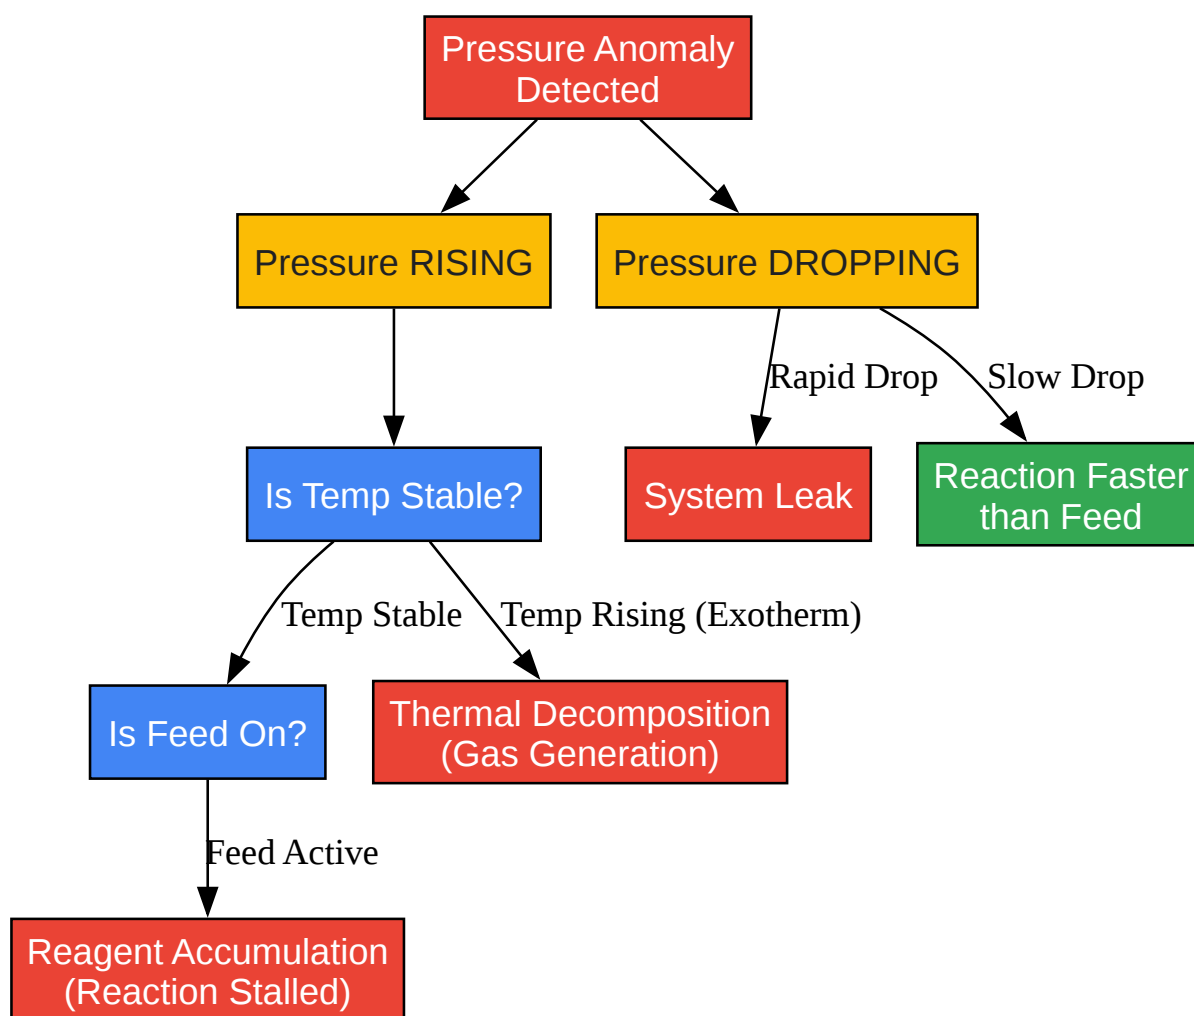 Pressure Anomaly
Detected
Pressure RISING
Pressure DROPPING
Rapid Drop
Slow Drop
Is Temp Stable?
System Leak
Reaction Faster
than Feed
Temp Stable
Temp Rising (Exotherm)
Is Feed On?
Thermal Decomposition
(Gas Generation)
Feed Active
Reagent Accumulation
(Reaction Stalled)